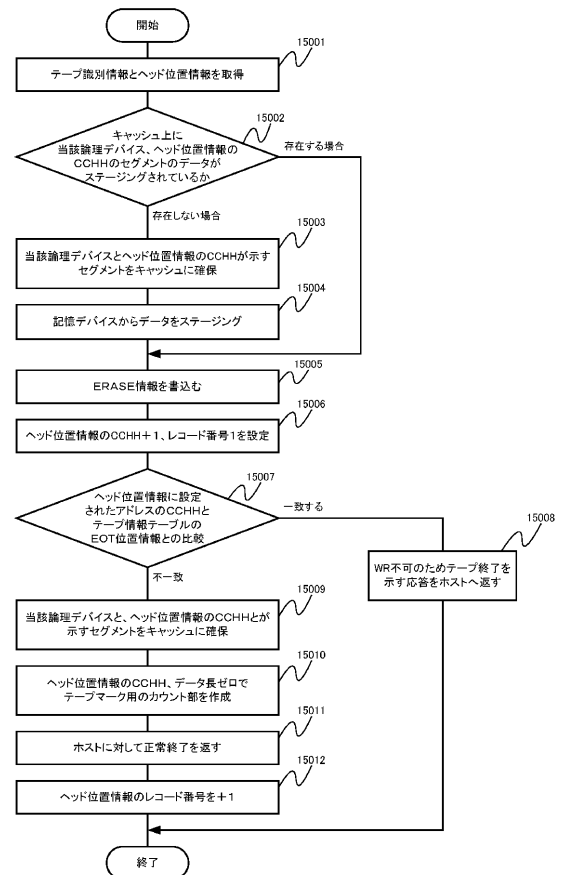 開始
15001
テープ識別情報とヘッド位置情報を取得
15002
キャッシュ上に
当該論理デバイス、ヘッド位置情報の
CCHHのセグメントのデータが
ステージングされているか
存在する場合
存在しない場合
15003
当該論理デバイスとヘッド位置情報のCCHHが示す
セグメントをキャッシュに確保
15004
記憶デバイスからデータをステージング
15005
ERASE情報を書込む
15006
ヘッド位置情報のCCHH+1、レコード番号1を設定
15007
ヘッド位置情報に設定
されたアドレスのCCHHと
テープ情報テーブルの
EOT位置情報との比較
一致する
不一致
15008
WR不可のためテープ終了を
示す応答をホストへ返す
15009
当該論理デバイスと、ヘッド位置情報のCCHHとが
示すセグメントをキャッシュに確保
15010
ヘッド位置情報のCCHH、データ長ゼロで
テープマーク用のカウント部を作成
15011
ホストに対して正常終了を返す
15012
ヘッド位置情報のレコード番号を+1
終了